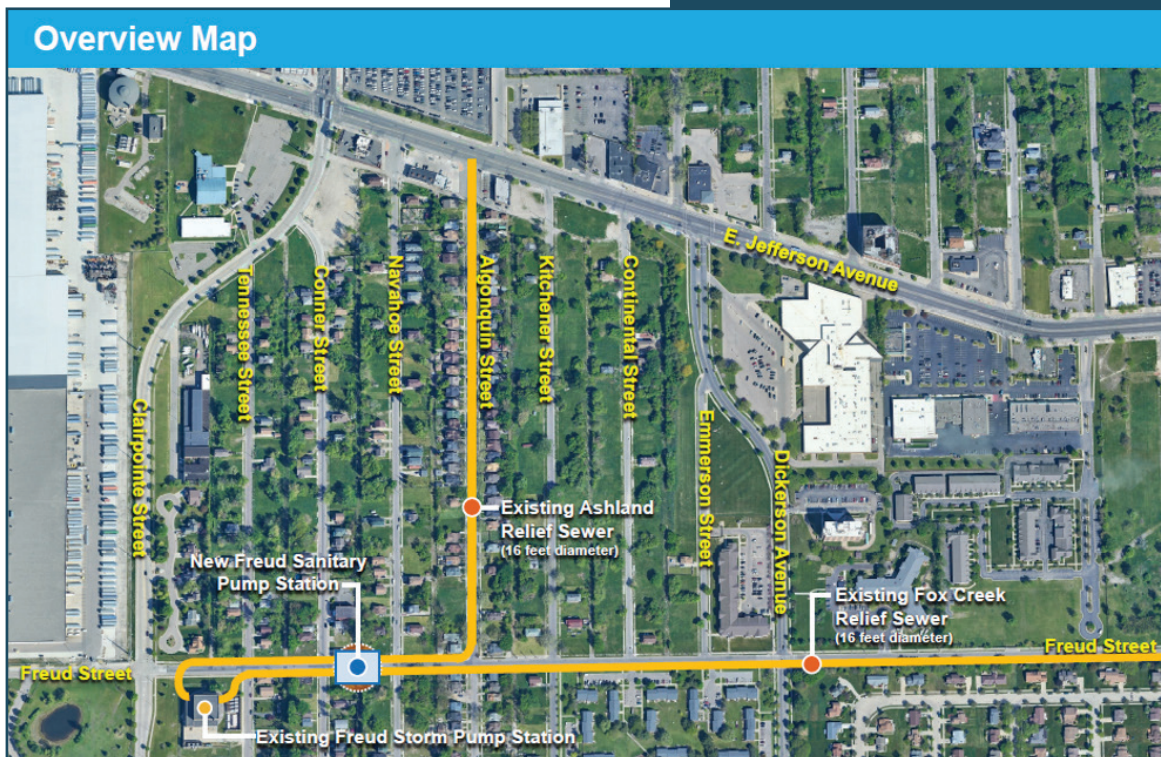 Overview Map
E. Jefferson Avenue
Tennessee Street
Conner Street
Navahoe Street
Algonquin Street
Kitchener Street
Continental Street
Clairpointe Street
Emmerson Street
Dickerson Avenue
Existing Ashland
Relief Sewer
(16 feet diameter)
New Freud Sanitary
Pump Station
Existing Fox Creek
Relief Sewer
(16 feet diameter)
Freud Street
Freud Street
Existing Freud Storm Pump Station